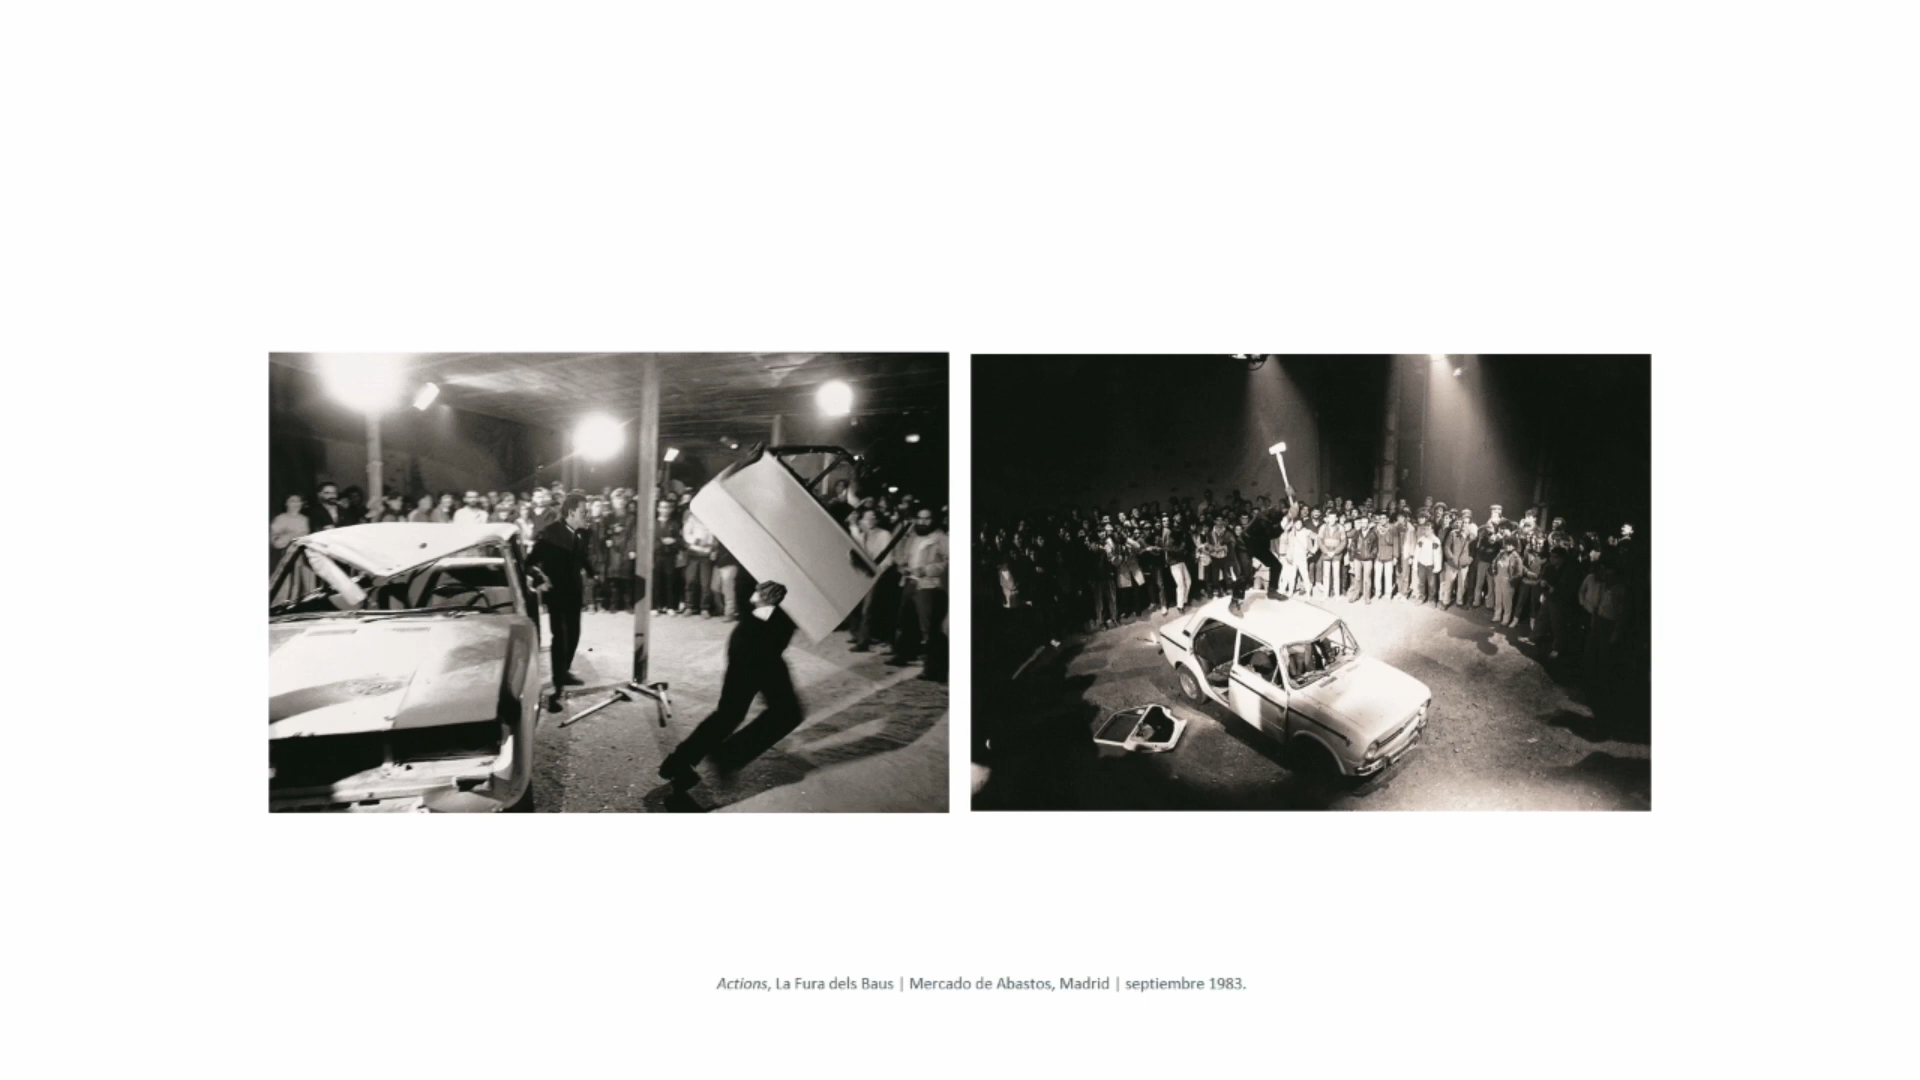 Actions, La Fura dels Baus | Mercado de Abastos, Madrid | septiembre 1983.